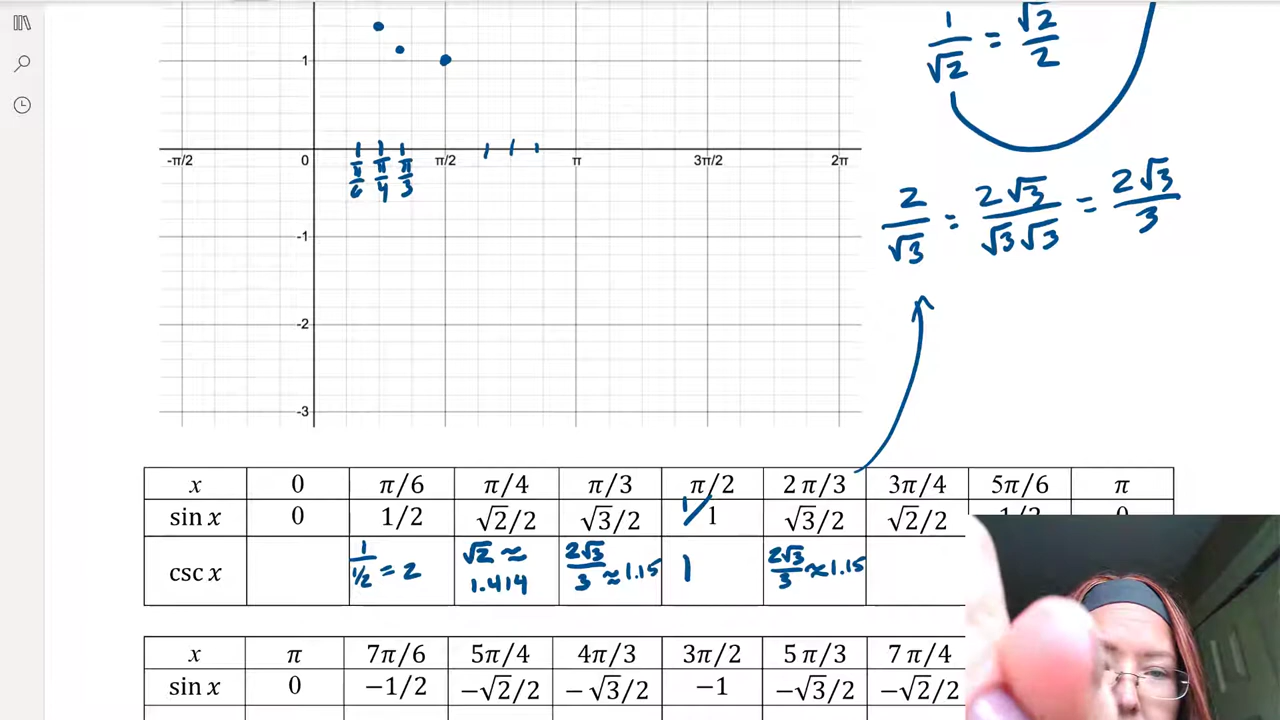 1/√2 = √2/2
1
-π/2 0 π/6 π/4 π/3 π/2 π 3π/2 2π
2/√3 = 2√3/√3√3 = 2√3/3
-1
-2
-3
x 0 π/6 π/4 π/3 π/2 2π/3 3π/4 5π/6 π
sin x 0 1/2 √2/2 √3/2 1/1 √3/2 √2/2
csc x 1/1/2 = 2 √2 ≈ 1.414 2√3/3 ≈ 1.15 1 2√3/3 ≈ 1.15
x π 7π/6 5π/4 4π/3 3π/2 5π/3 7π/4
sin x 0 −1/2 −√2/2 −√3/2 −1 −√3/2 −√2/2